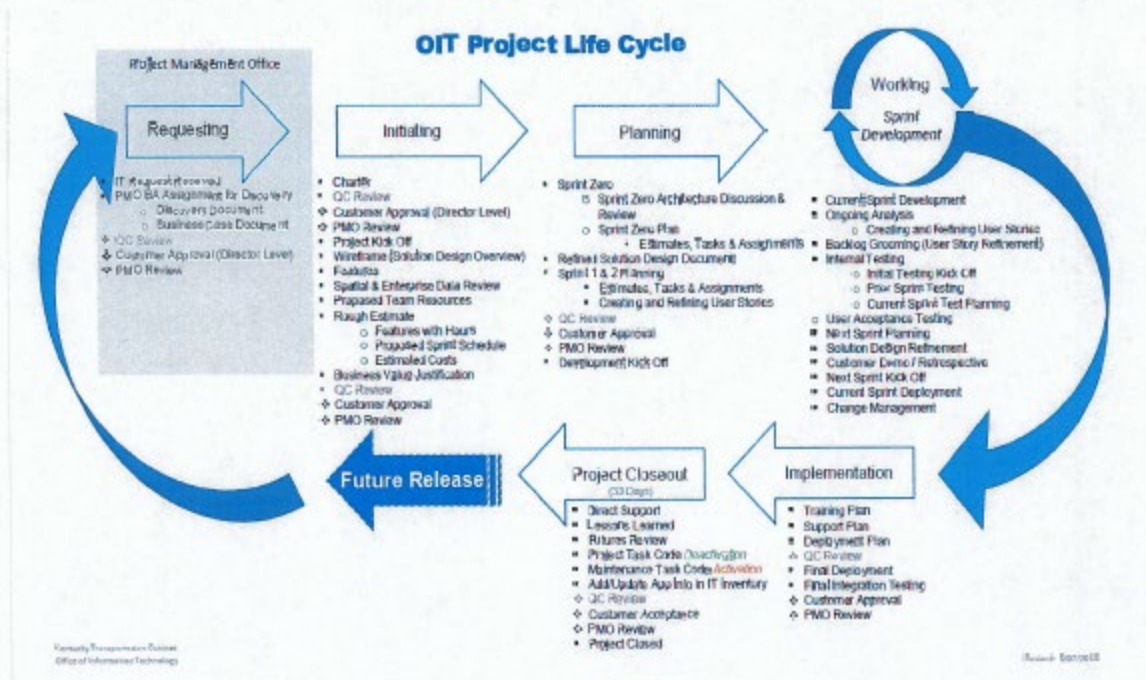 OIT Project Life Cycle
Project Management Office
Requesting
IT Request Received
PMO BA Assignment for Discovery
Discovery Document
Business Case Document
QC Review
Customer Approval (Director Level)
PMO Review
Initiating
Charter
QC Review
Customer Approval (Director Level)
PMO Review
Project Kick Off
Wireframe (Solution Design Overview)
Features
Spatial & Enterprise Data Review
Proposed Team Resources
Rough Estimate
Features with Hours
Proposed Sprint Schedule
Estimated Costs
Business Value Justification
QC Review
Customer Approval
PMO Review
Planning
Sprint Zero
Sprint Zero Architecture Discussion &
Review
Sprint Zero Plan
Estimates, Tasks & Assignments
Refined Solution Design Document
Sprint 1 & 2 Planning
Estimates, Tasks & Assignments
Creating and Refining User Stories
QC Review
Customer Approval
PMO Review
Development Kick Off
Working
Sprint
Development
Current Sprint Development
Ongoing Analysis
Creating and Refining User Stories
Backlog Grooming (User Story Refinement)
Internal Testing
Initial Testing Kick Off
Prior Sprint Testing
Current Sprint Test Planning
User Acceptance Testing
Next Sprint Planning
Solution Design Refinement
Customer Demo / Retrospective
Next Sprint Kick Off
Current Sprint Deployment
Change Management
Implementation
Training Plan
Support Plan
Deployment Plan
QC Review
Final Deployment
Final Integration Testing
Customer Approval
PMO Review
Project Closeout
Direct Support
Lessons Learned
Futures Review
Project Task Code Deactivation
Maintenance Task Code Activation
Add/Update App Info in IT Inventory
QC Review
Customer Acceptance
PMO Review
Project Closed
Future Release
Kentucky Transportation Cabinet
Office of Information Technology